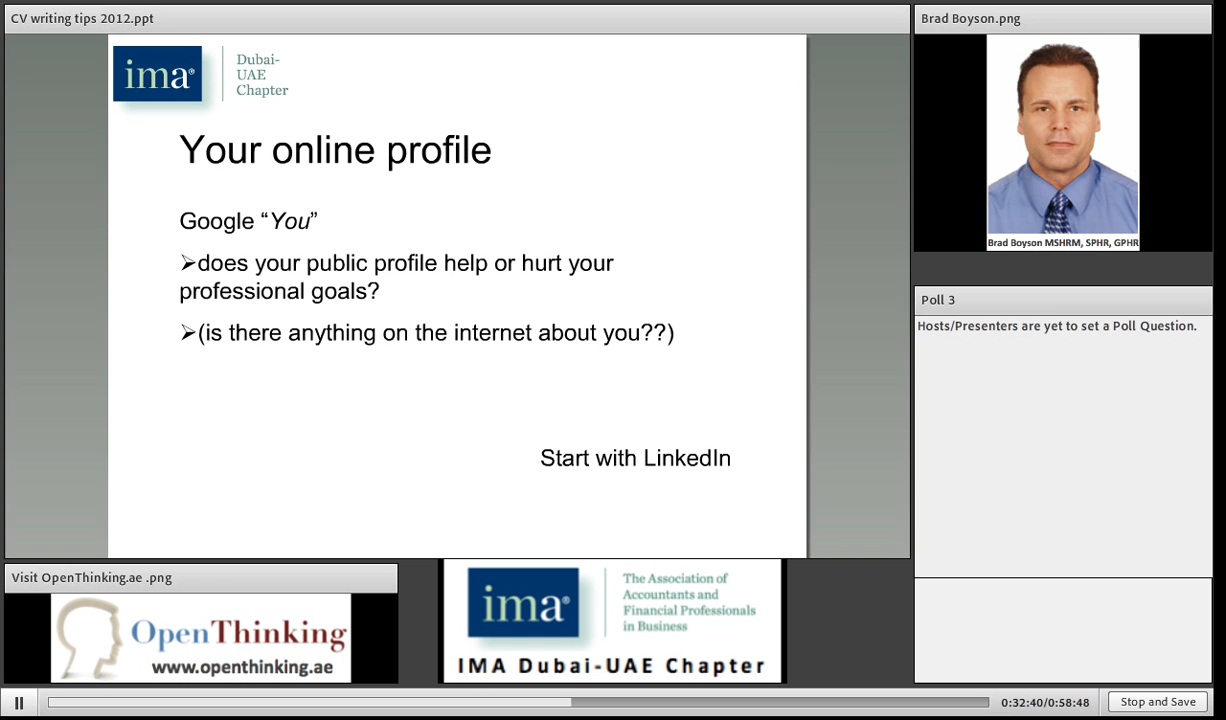 CV writing tips 2012.ppt
ima®
Dubai-
UAE
Chapter
Your online profile
Google “You”
➢does your public profile help or hurt your
professional goals?
➢(is there anything on the internet about you??)
Start with LinkedIn
Brad Boyson.png
Brad Boyson MSHRM, SPHR, GPHR
Poll 3
Hosts/Presenters are yet to set a Poll Question.
Visit OpenThinking.ae .png
OpenThinking
www.openthinking.ae
ima®
The Association of
Accountants and
Financial Professionals
in Business
IMA Dubai-UAE Chapter
0:32:40/0:58:48
Stop and Save